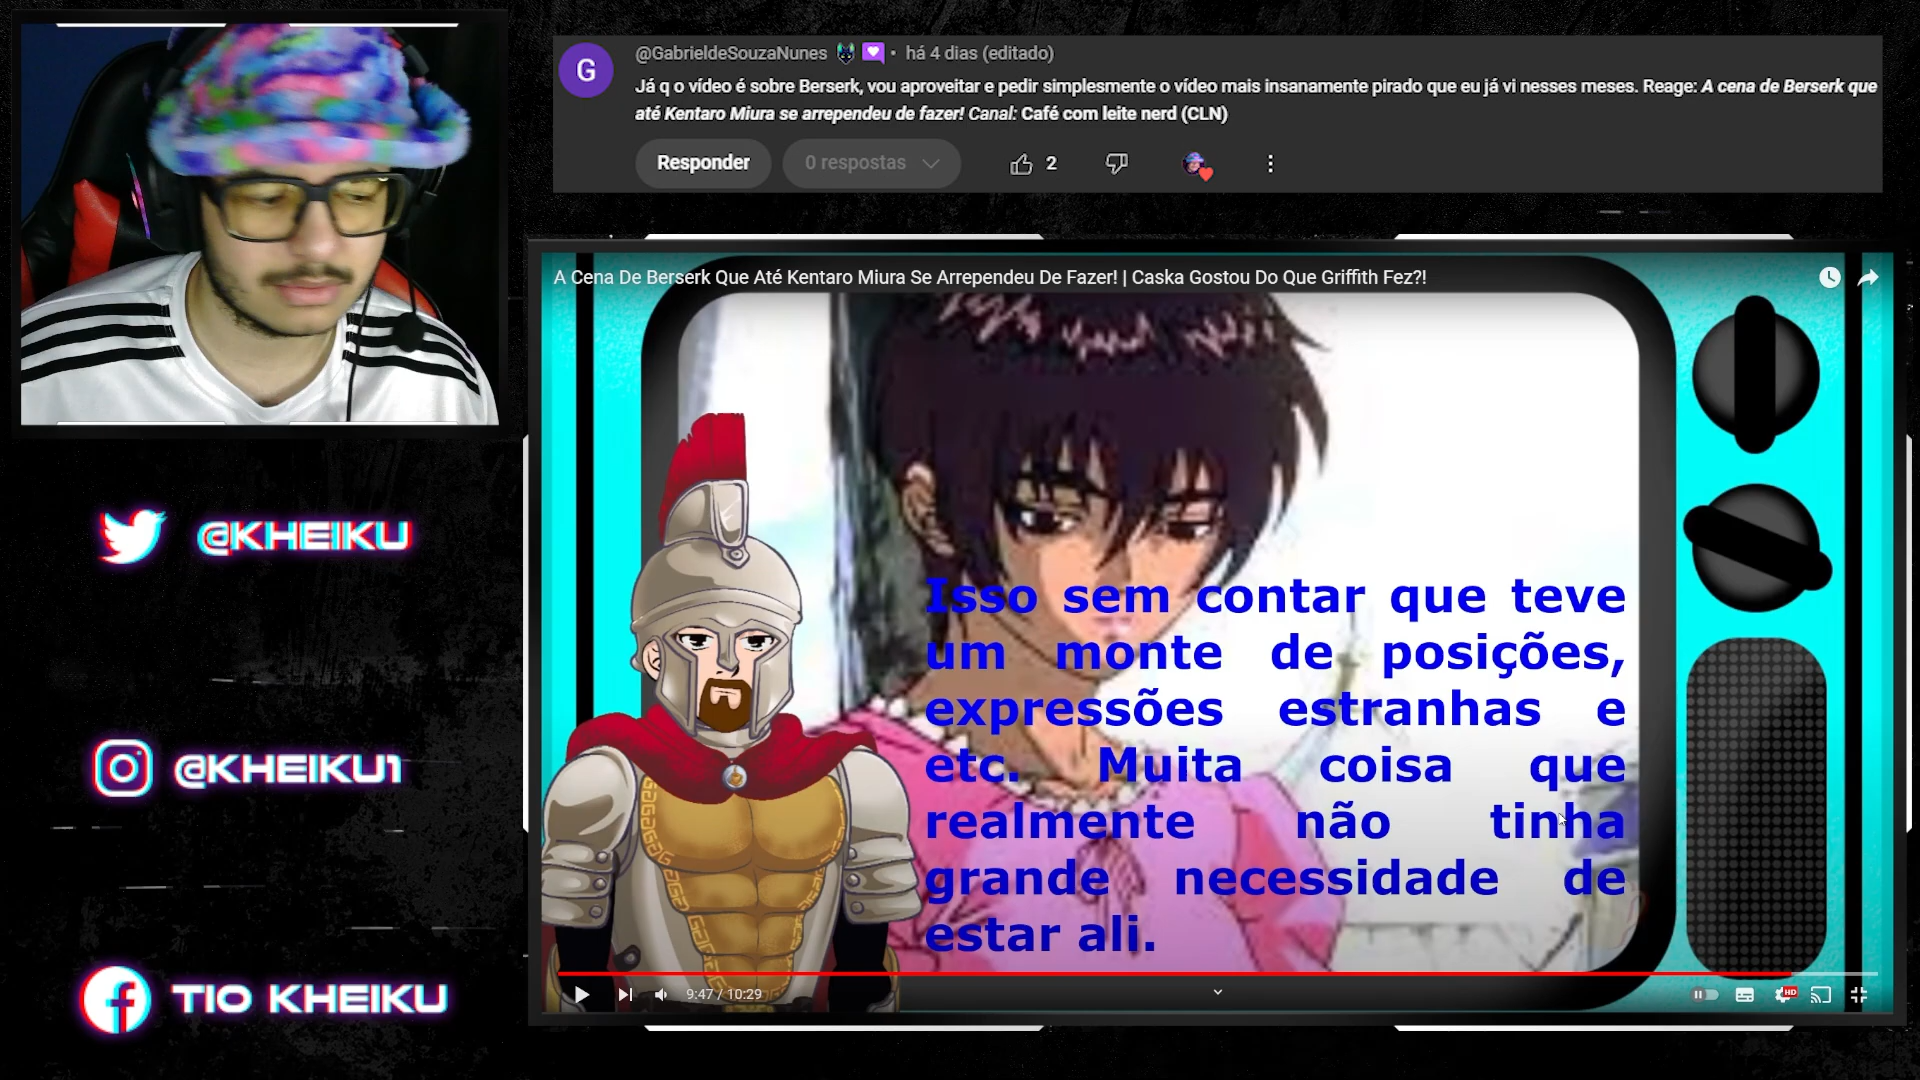 G
@GabrieldeSouzaNunes • há 4 dias (editado)
Já q o vídeo é sobre Berserk, vou aproveitar e pedir simplesmente o vídeo mais insanamente pirado que eu já vi nesses meses. Reage: A cena de Berserk que
até Kentaro Miura se arrependeu de fazer! Canal: Café com leite nerd (CLN)
Responder
0 respostas
2
A Cena De Berserk Que Até Kentaro Miura Se Arrependeu De Fazer! | Caska Gostou Do Que Griffith Fez?!
Isso sem contar que teve
um monte de posições,
expressões estranhas e
etc. Muita coisa que
realmente não tinha
grande necessidade de
estar ali.
9:47 / 10:29
HD
@KHEIKU
@KHEIKU1
TIO KHEIKU